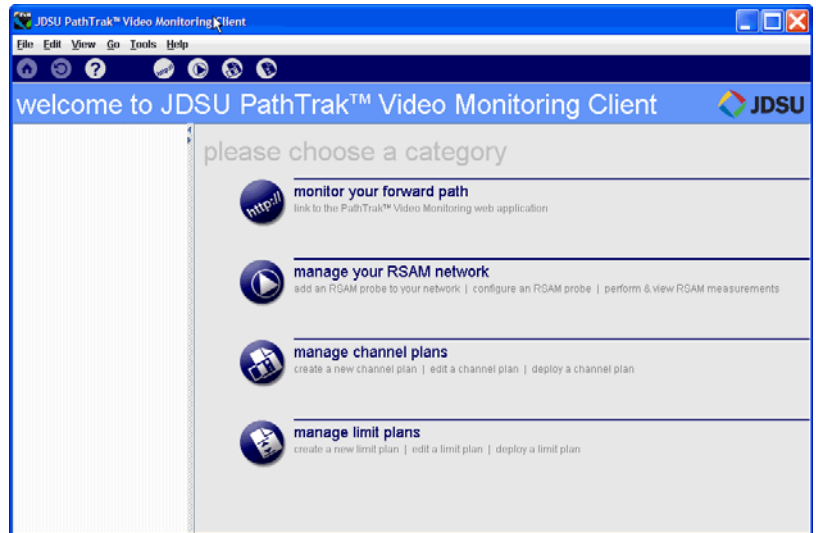 JDSU PathTrak™ Video Monitoring Client
File Edit View Go Tools Help
http://
welcome to JDSU PathTrak™ Video Monitoring Client
JDSU
please choose a category
http://
monitor your forward path
link to the PathTrak™ Video Monitoring web application
manage your RSAM network
add an RSAM probe to your network | configure an RSAM probe | perform & view RSAM measurements
manage channel plans
create a new channel plan | edit a channel plan | deploy a channel plan
manage limit plans
create a new limit plan | edit a limit plan | deploy a limit plan